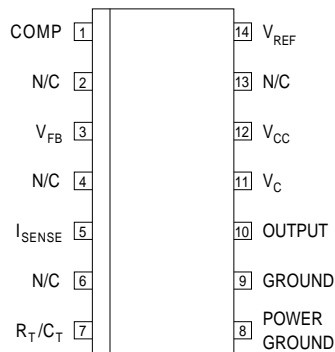 COMP 1 14 V_REF
N/C 2 13 N/C
V_FB 3 12 V_CC
N/C 4 11 V_C
I_SENSE 5 10 OUTPUT
N/C 6 9 GROUND
R_T/C_T 7 8 POWER
GROUND